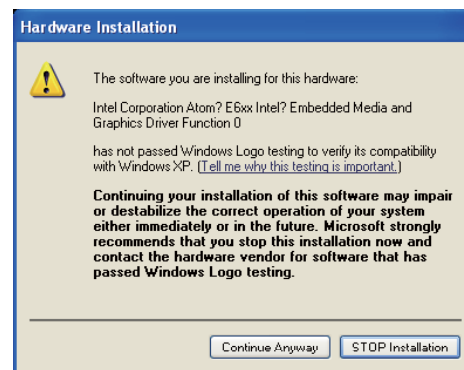 Hardware Installation
The software you are installing for this hardware:
Intel Corporation Atom? E6xx Intel? Embedded Media and
Graphics Driver Function 0
has not passed Windows Logo testing to verify its compatibility
with Windows XP. (Tell me why this testing is important.)
Continuing your installation of this software may impair
or destabilize the correct operation of your system
either immediately or in the future. Microsoft strongly
recommends that you stop this installation now and
contact the hardware vendor for software that has
passed Windows Logo testing.
Continue Anyway
STOP Installation